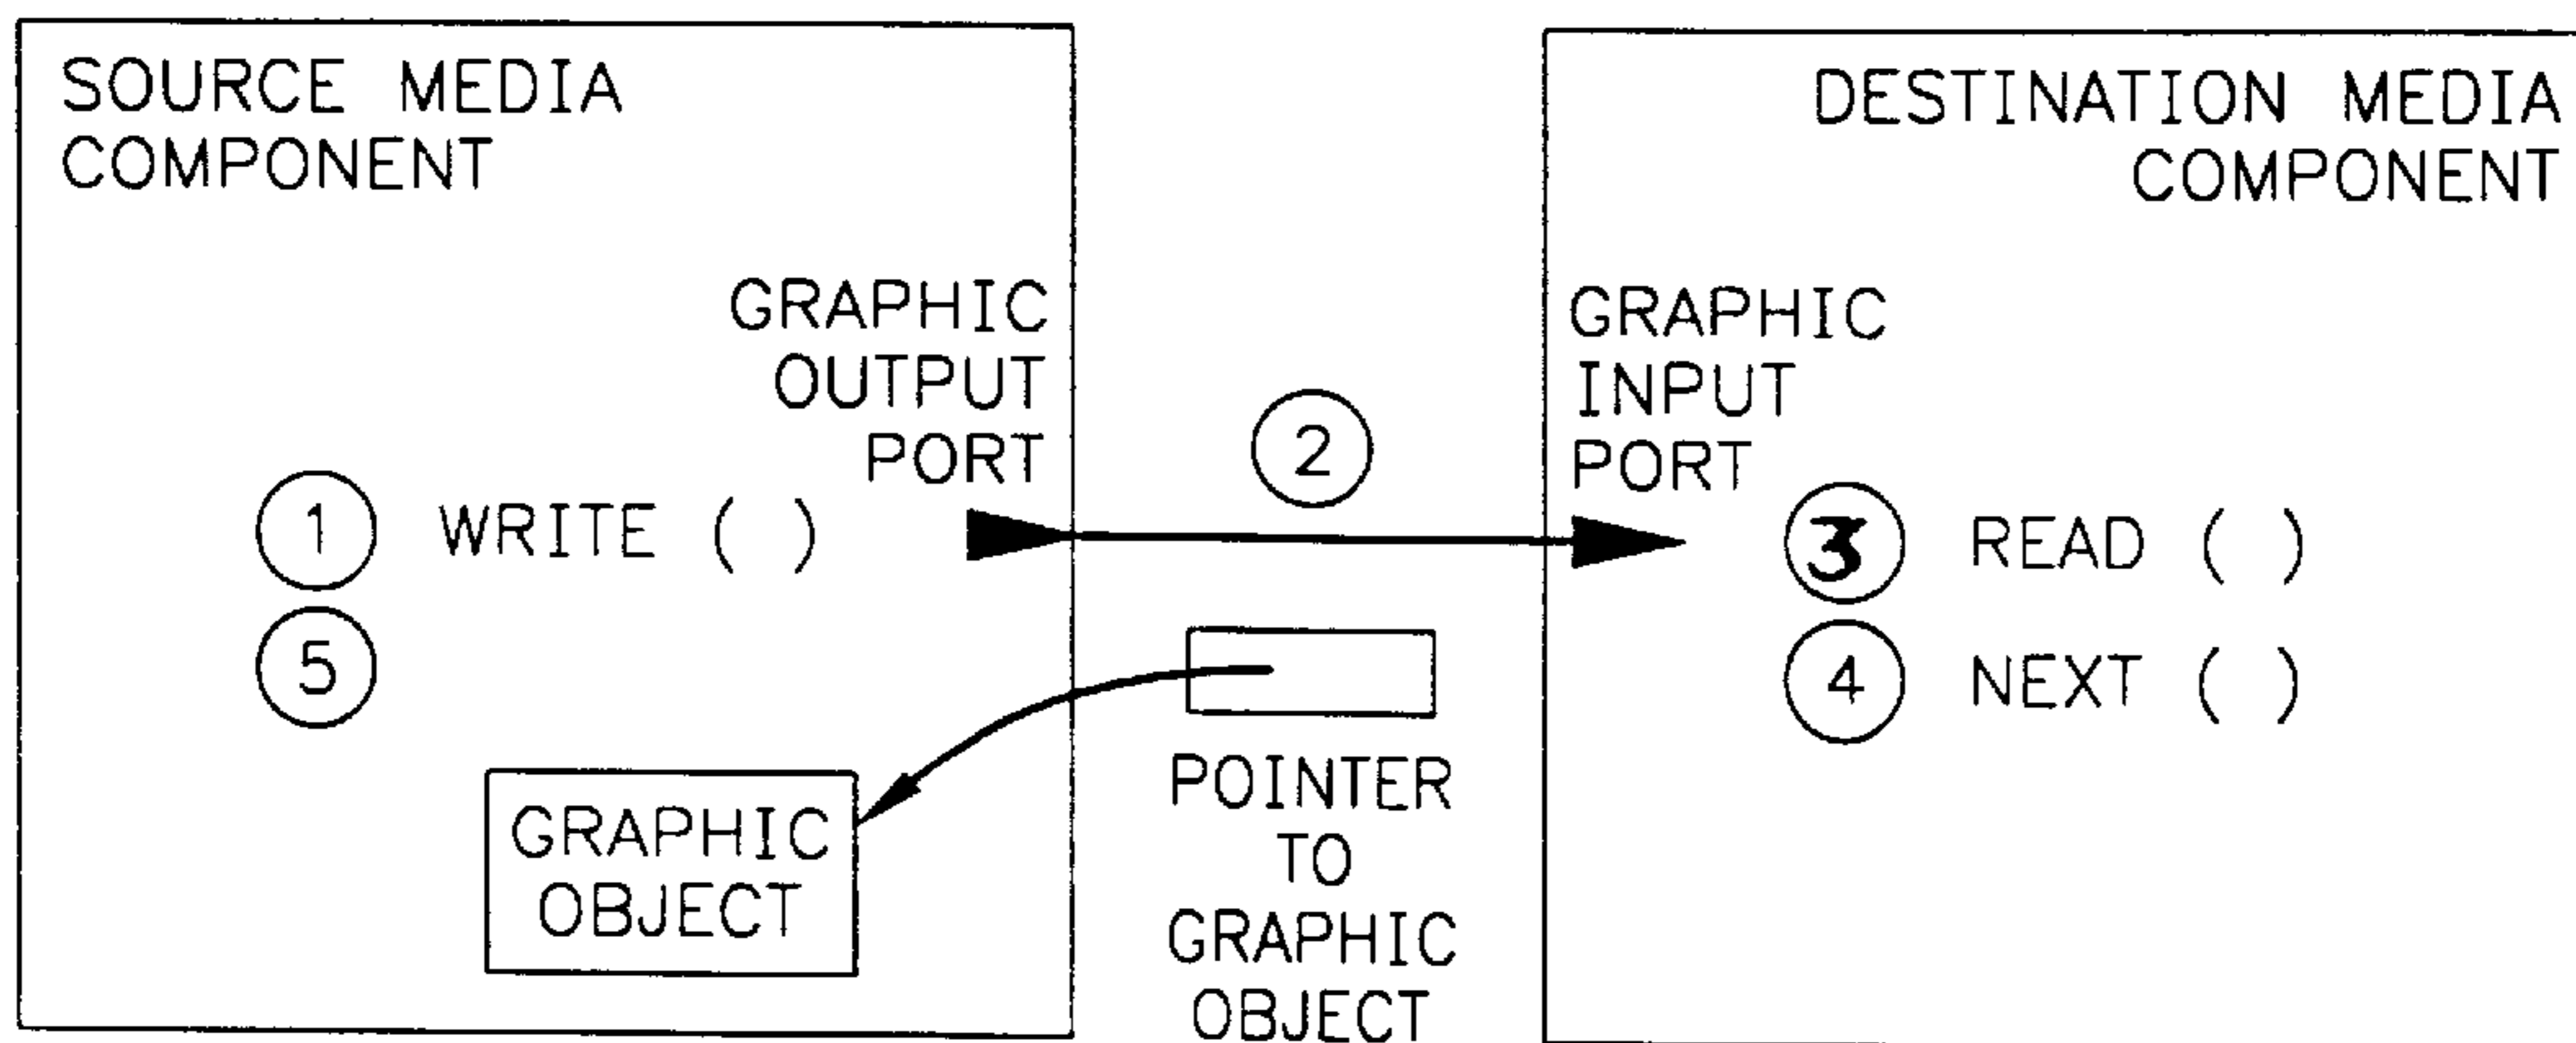 SOURCE MEDIA
COMPONENT
DESTINATION MEDIA
COMPONENT
GRAPHIC
OUTPUT
PORT
GRAPHIC
INPUT
PORT
2
1 WRITE ( )
3 READ ( )
5
4 NEXT ( )
GRAPHIC
OBJECT
POINTER
TO
GRAPHIC
OBJECT